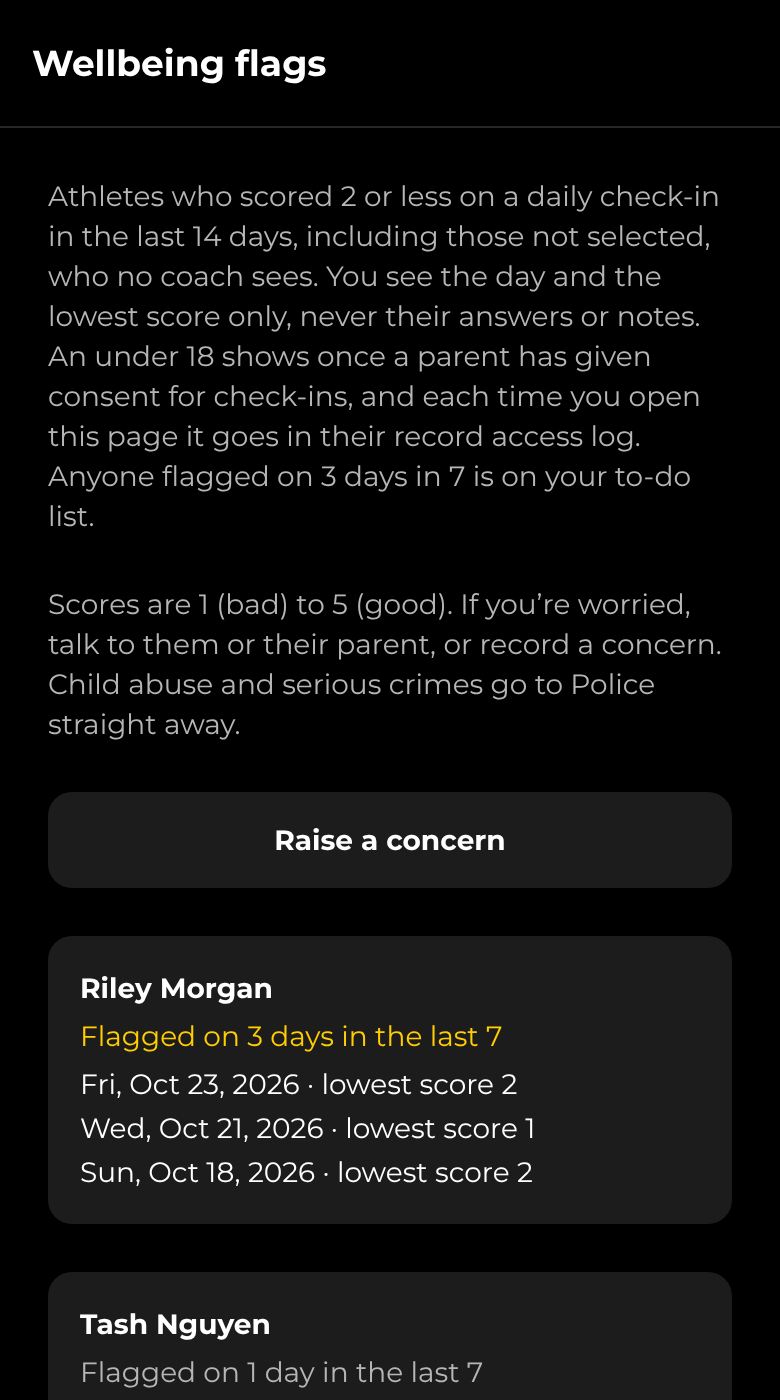 Wellbeing flags
Athletes who scored 2 or less on a daily check-in
in the last 14 days, including those not selected,
who no coach sees. You see the day and the
lowest score only, never their answers or notes.
An under 18 shows once a parent has given
consent for check-ins, and each time you open
this page it goes in their record access log.
Anyone flagged on 3 days in 7 is on your to-do
list.
Scores are 1 (bad) to 5 (good). If you’re worried,
talk to them or their parent, or record a concern.
Child abuse and serious crimes go to Police
straight away.
Raise a concern
Riley Morgan
Flagged on 3 days in the last 7
Fri, Oct 23, 2026 · lowest score 2
Wed, Oct 21, 2026 · lowest score 1
Sun, Oct 18, 2026 · lowest score 2
Tash Nguyen
Flagged on 1 day in the last 7